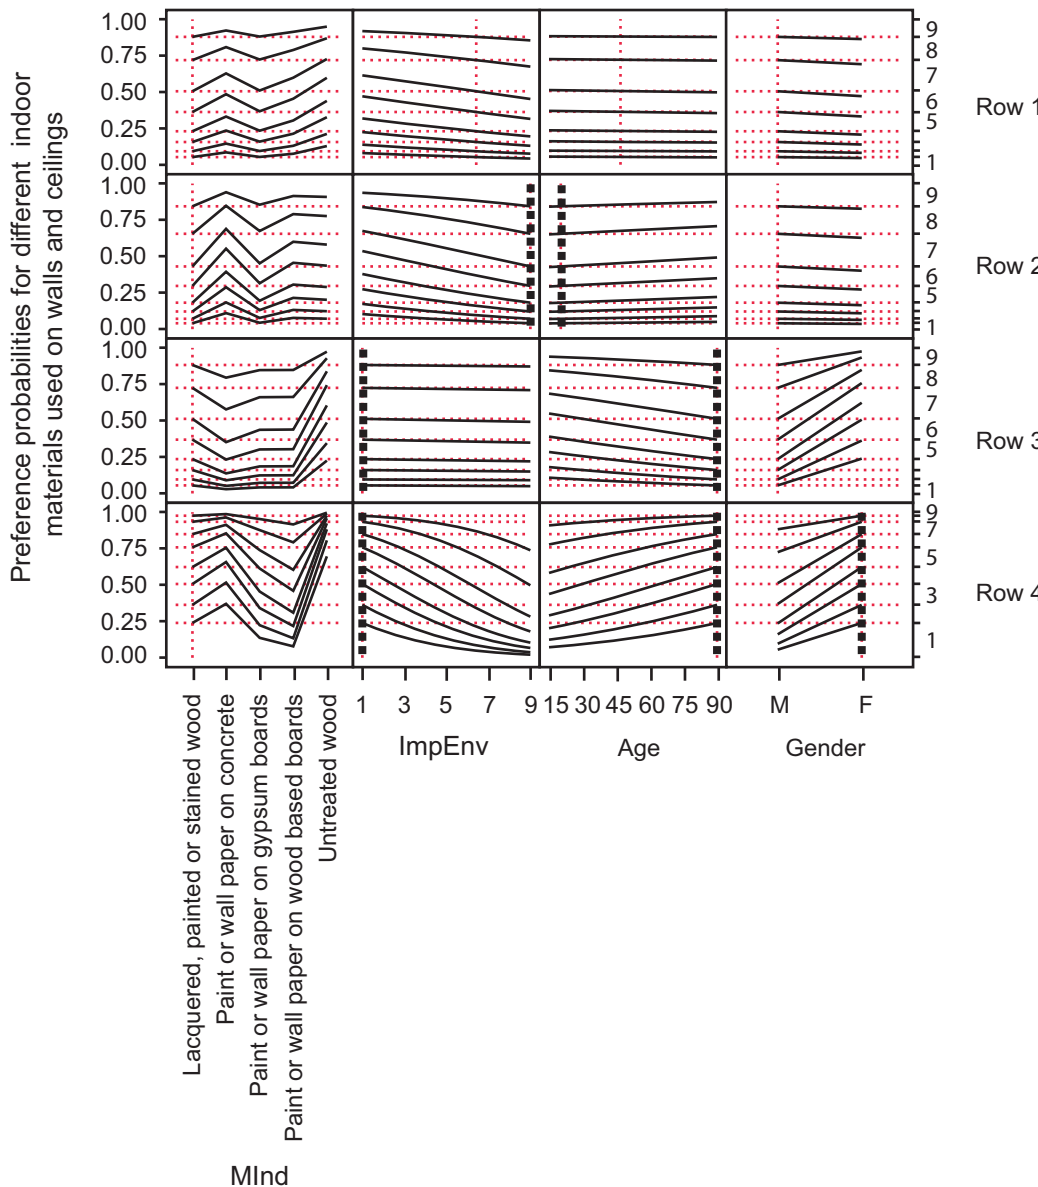 Preference probabilities for different indoor
materials used on walls and ceilings
1.00
0.75
0.50
0.25
0.00
9
8
7
6
5
1
Row 1
1.00
0.75
0.50
0.25
0.00
9
8
7
6
5
1
Row 2
1.00
0.75
0.50
0.25
0.00
9
8
7
6
5
1
Row 3
1.00
0.75
0.50
0.25
0.00
9
7
5
3
1
Row 4
Lacquered, painted or stained wood
Paint or wall paper on concrete
Paint or wall paper on gypsum boards
Paint or wall paper on wood based boards
Untreated wood
MInd
1 3 5 7 9
ImpEnv
15 30 45 60 75 90
Age
M F
Gender